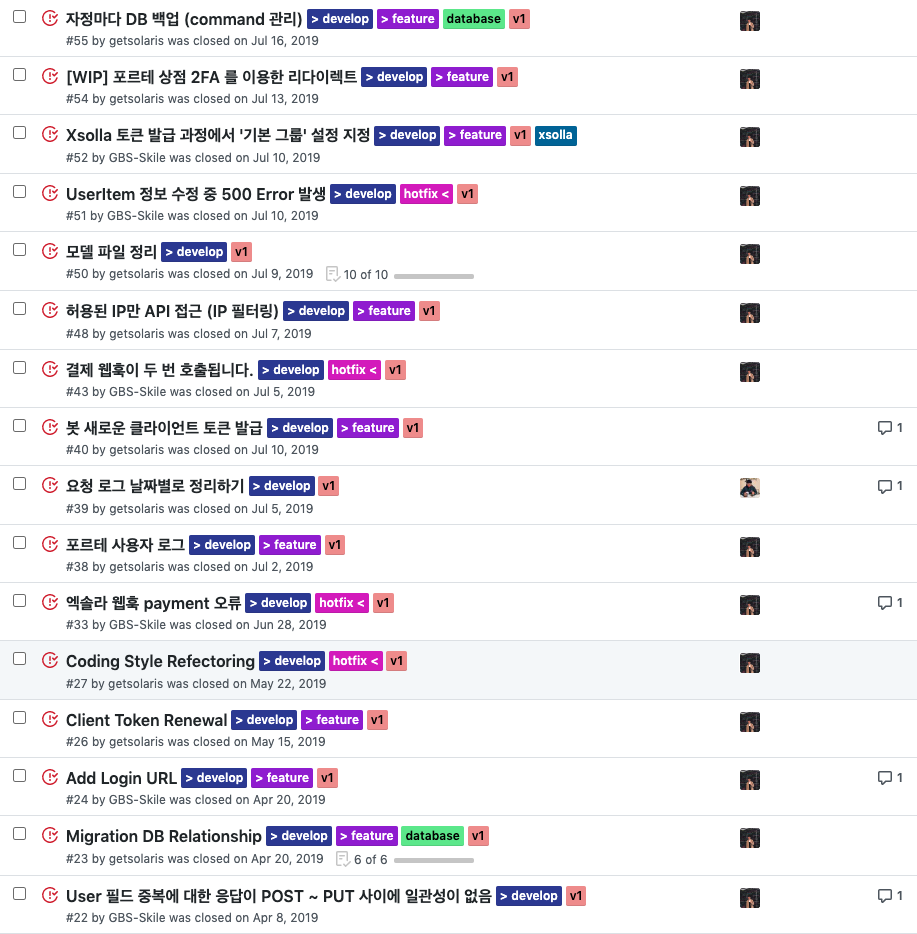 자정마다 DB 백업 (command 관리) > develop > feature database v1
#55 by getsolaris was closed on Jul 16, 2019
[WIP] 포르테 상점 2FA 를 이용한 리다이렉트 > develop > feature v1
#54 by getsolaris was closed on Jul 13, 2019
Xsolla 토큰 발급 과정에서 '기본 그룹' 설정 지정 > develop > feature v1 xsolla
#52 by GBS-Skile was closed on Jul 10, 2019
UserItem 정보 수정 중 500 Error 발생 > develop hotfix < v1
#51 by GBS-Skile was closed on Jul 10, 2019
모델 파일 정리 > develop v1
#50 by getsolaris was closed on Jul 9, 2019 10 of 10
허용된 IP만 API 접근 (IP 필터링) > develop > feature v1
#48 by getsolaris was closed on Jul 7, 2019
결제 웹훅이 두 번 호출됩니다. > develop hotfix < v1
#43 by GBS-Skile was closed on Jul 5, 2019
봇 새로운 클라이언트 토큰 발급 > develop > feature v1 1
#40 by getsolaris was closed on Jul 10, 2019
요청 로그 날짜별로 정리하기 > develop v1 1
#39 by getsolaris was closed on Jul 5, 2019
포르테 사용자 로그 > develop > feature v1
#38 by getsolaris was closed on Jul 2, 2019
엑솔라 웹훅 payment 오류 > develop hotfix < v1 1
#33 by GBS-Skile was closed on Jun 28, 2019
Coding Style Refectoring > develop hotfix < v1
#27 by getsolaris was closed on May 22, 2019
Client Token Renewal > develop > feature v1
#26 by getsolaris was closed on May 15, 2019
Add Login URL > develop > feature v1 1
#24 by GBS-Skile was closed on Apr 20, 2019
Migration DB Relationship > develop > feature database v1
#23 by getsolaris was closed on Apr 20, 2019 6 of 6
User 필드 중복에 대한 응답이 POST ~ PUT 사이에 일관성이 없음 > develop v1 1
#22 by GBS-Skile was closed on Apr 8, 2019